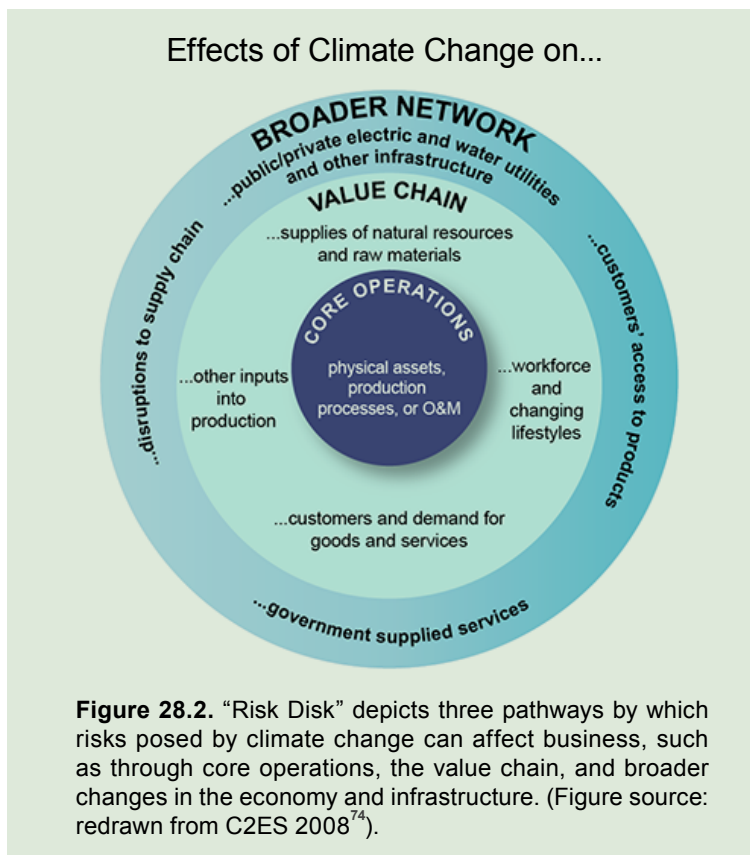 Effects of Climate Change on...
BROADER NETWORK
...public/private electric and water utilities
and other infrastructure
VALUE CHAIN
...supplies of natural resources
and raw materials
CORE OPERATIONS
physical assets,
production
processes, or O&M
...disruptions to supply chain
...other inputs
into
production
...workforce
and
changing
lifestyles
...customers' access to products
...customers and demand for
goods and services
...government supplied services
Figure 28.2. “Risk Disk” depicts three pathways by which
risks posed by climate change can affect business, such
as through core operations, the value chain, and broader
changes in the economy and infrastructure. (Figure source:
redrawn from C2ES 2008⁷⁴).